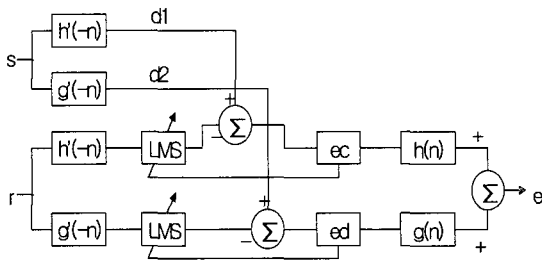 d1
h'(-n)
s
d2
g'(-n)
+
h'(-n)
LMS
−
Σ
ec
h(n)
+
r
Σ
e
+
g'(-n)
LMS
−
Σ
ed
g(n)
+